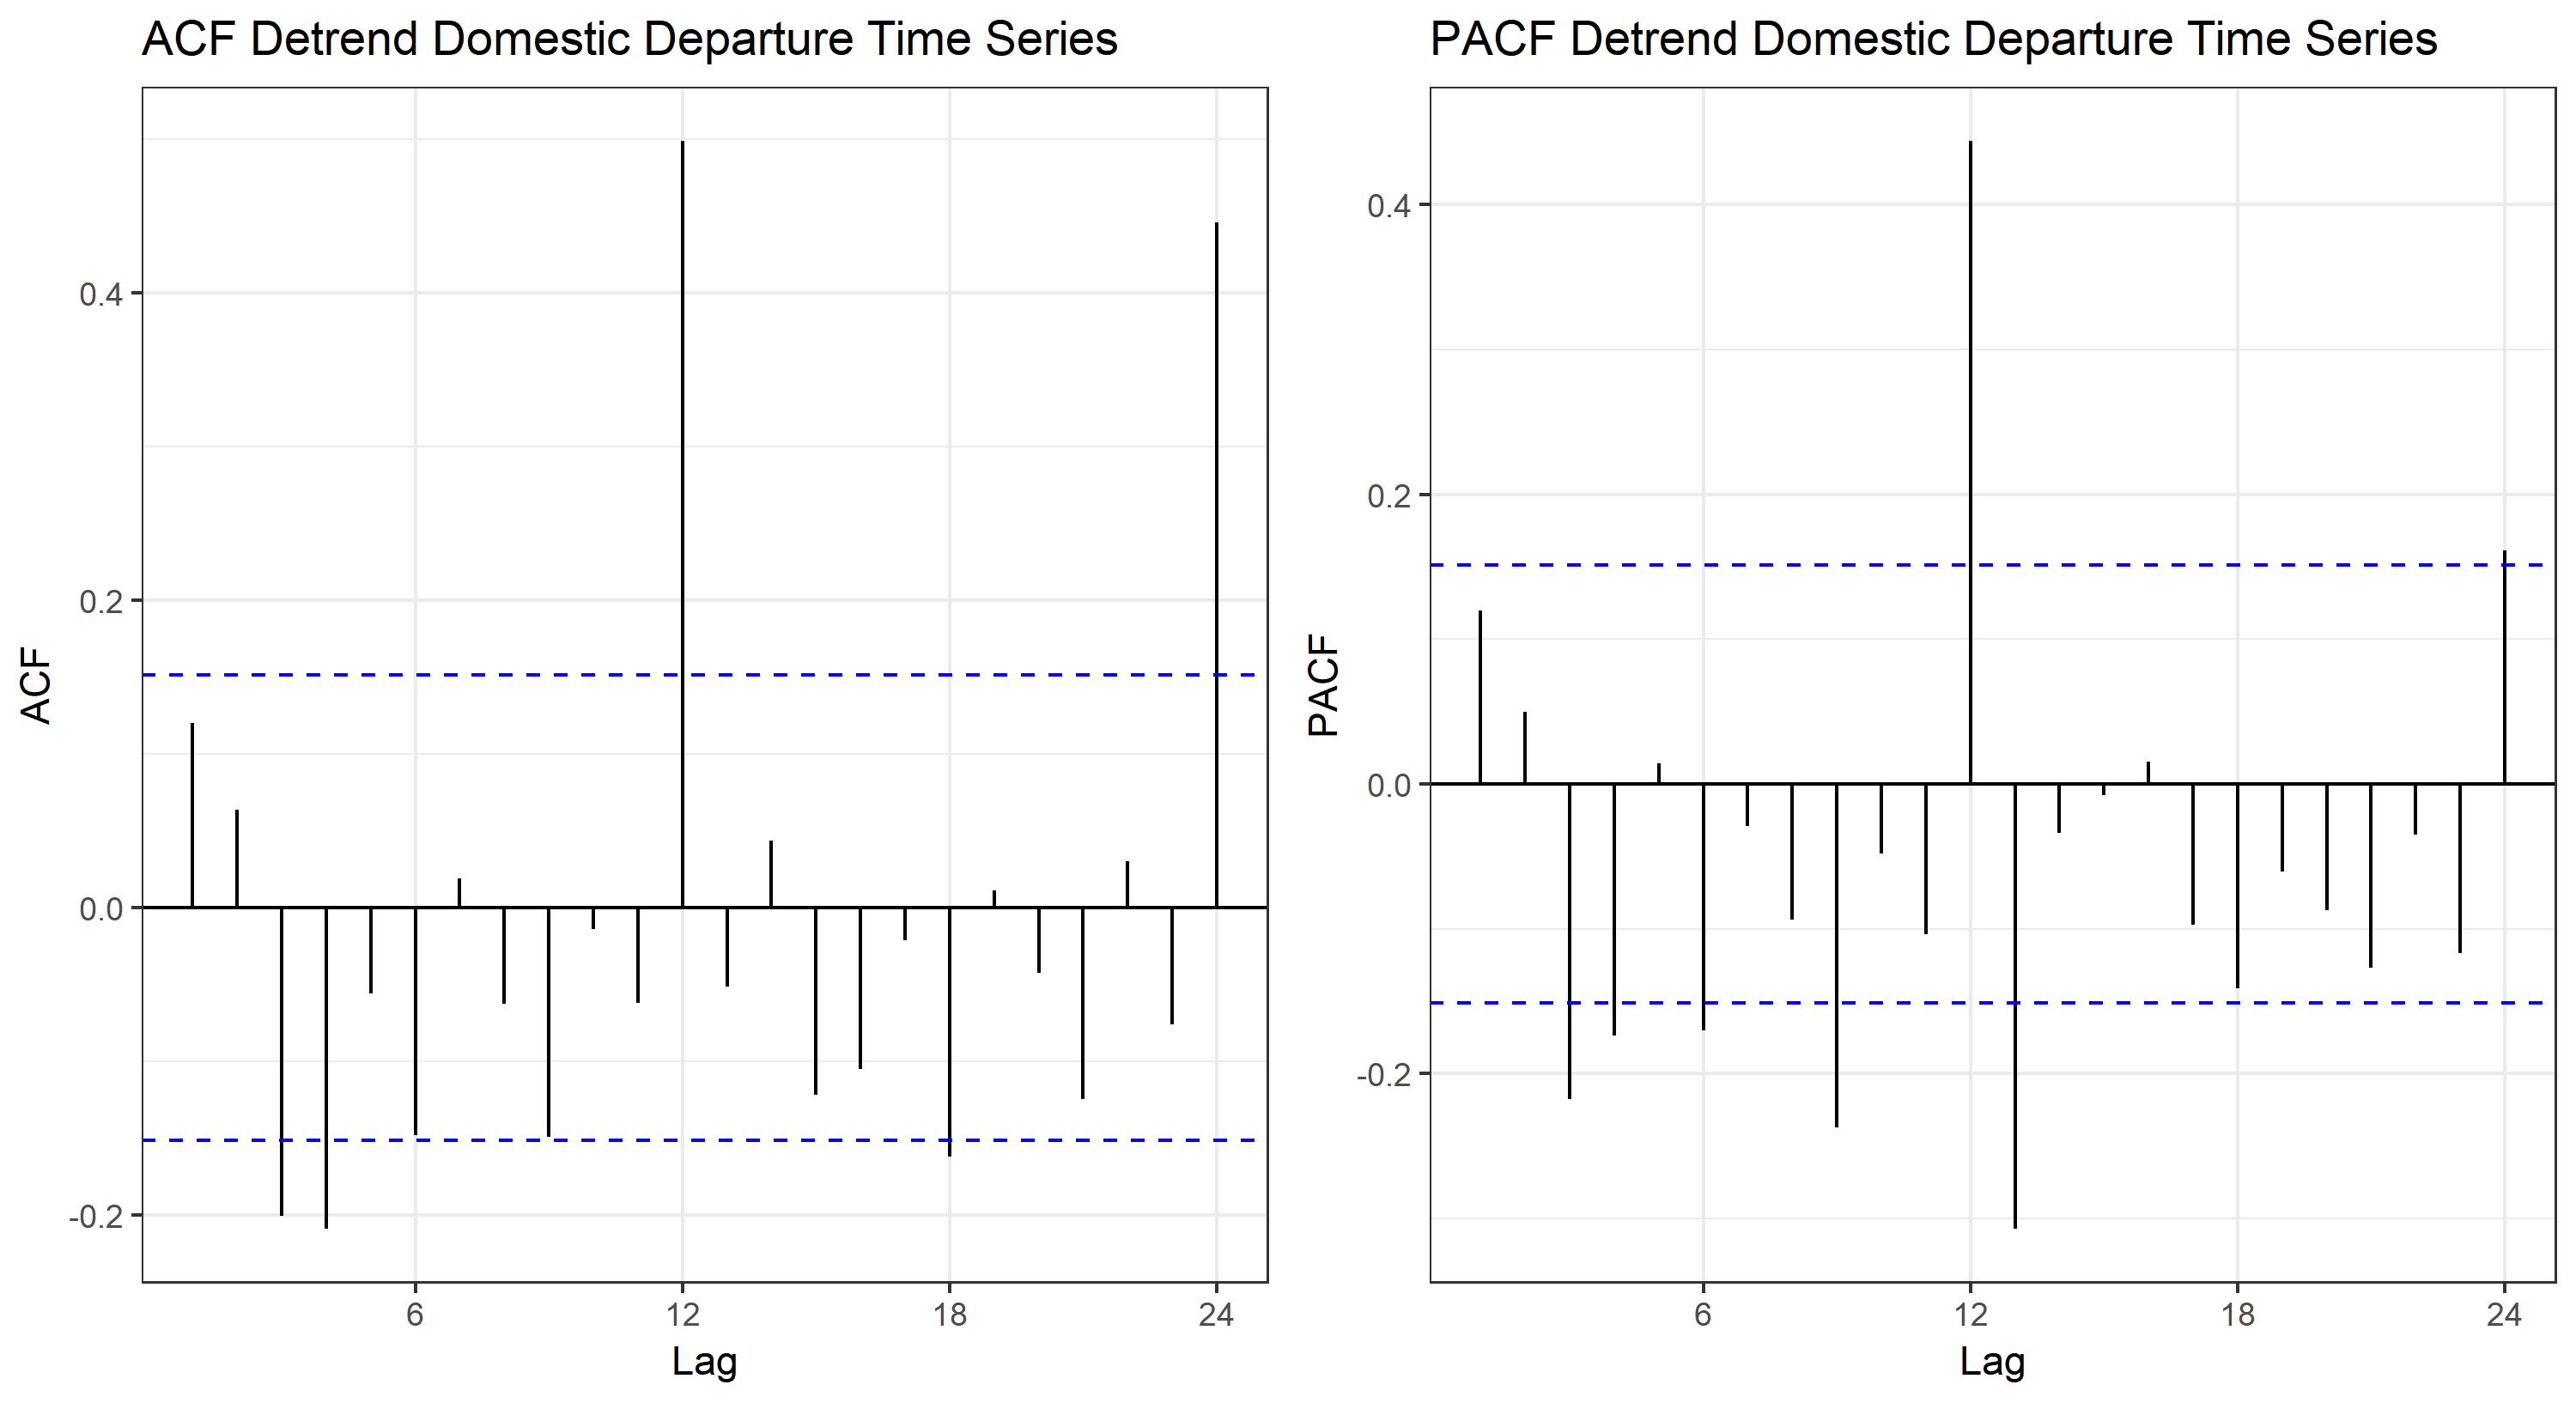 ACF Detrend Domestic Departure Time Series
ACF
0.4
0.2
0.0
-0.2
6 12 18 24
Lag
PACF Detrend Domestic Departure Time Series
PACF
0.4
0.2
0.0
-0.2
6 12 18 24
Lag